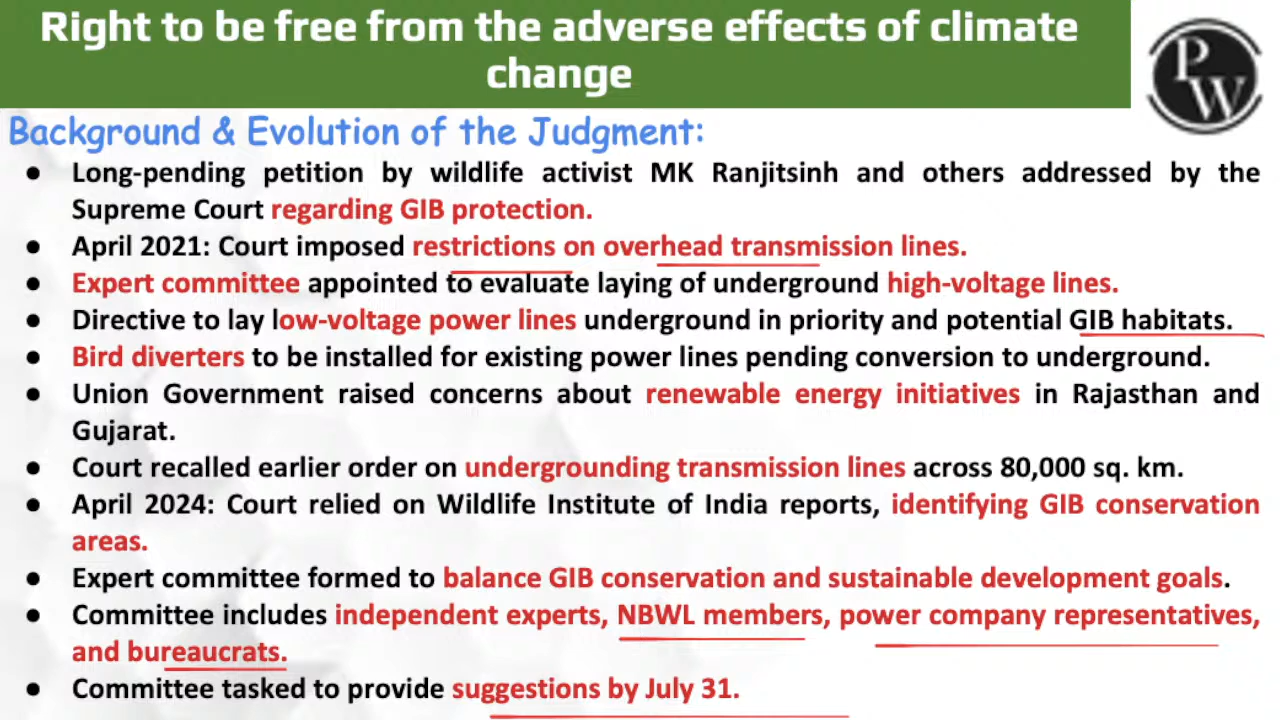 Right to be free from the adverse effects of climate
change
PW
Background & Evolution of the Judgment:
● Long-pending petition by wildlife activist MK Ranjitsinh and others addressed by the
Supreme Court regarding GIB protection.
● April 2021: Court imposed restrictions on overhead transmission lines.
● Expert committee appointed to evaluate laying of underground high-voltage lines.
● Directive to lay low-voltage power lines underground in priority and potential GIB habitats.
● Bird diverters to be installed for existing power lines pending conversion to underground.
● Union Government raised concerns about renewable energy initiatives in Rajasthan and
Gujarat.
● Court recalled earlier order on undergrounding transmission lines across 80,000 sq. km.
● April 2024: Court relied on Wildlife Institute of India reports, identifying GIB conservation
areas.
● Expert committee formed to balance GIB conservation and sustainable development goals.
● Committee includes independent experts, NBWL members, power company representatives,
and bureaucrats.
● Committee tasked to provide suggestions by July 31.